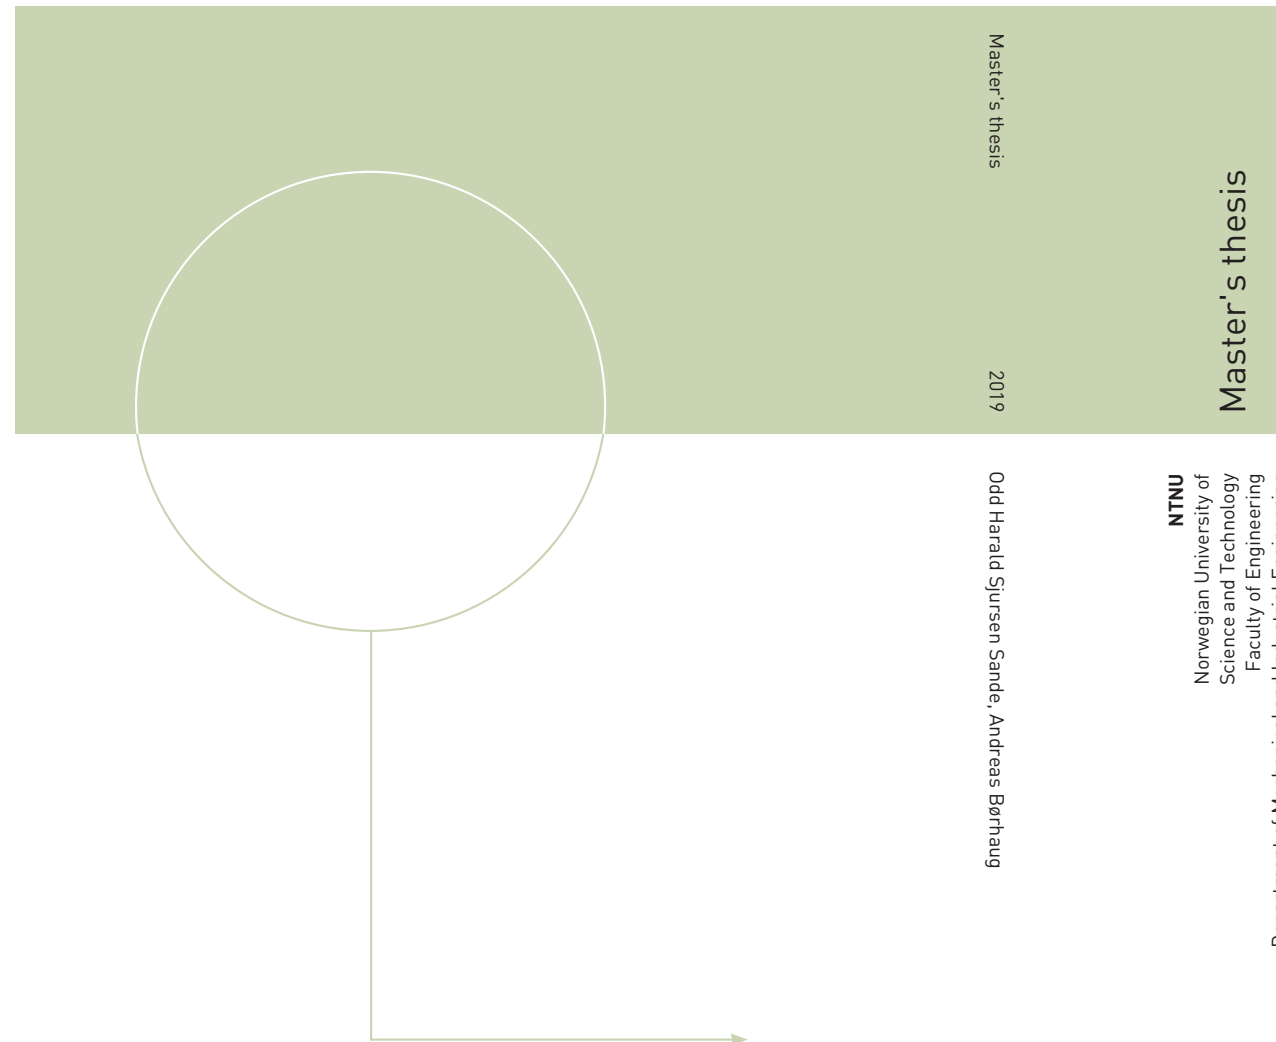 Master's thesis
2019
Odd Harald Sjursen Sande, Andreas Børhaug
Master's thesis
NTNU
Norwegian University of
Science and Technology
Faculty of Engineering